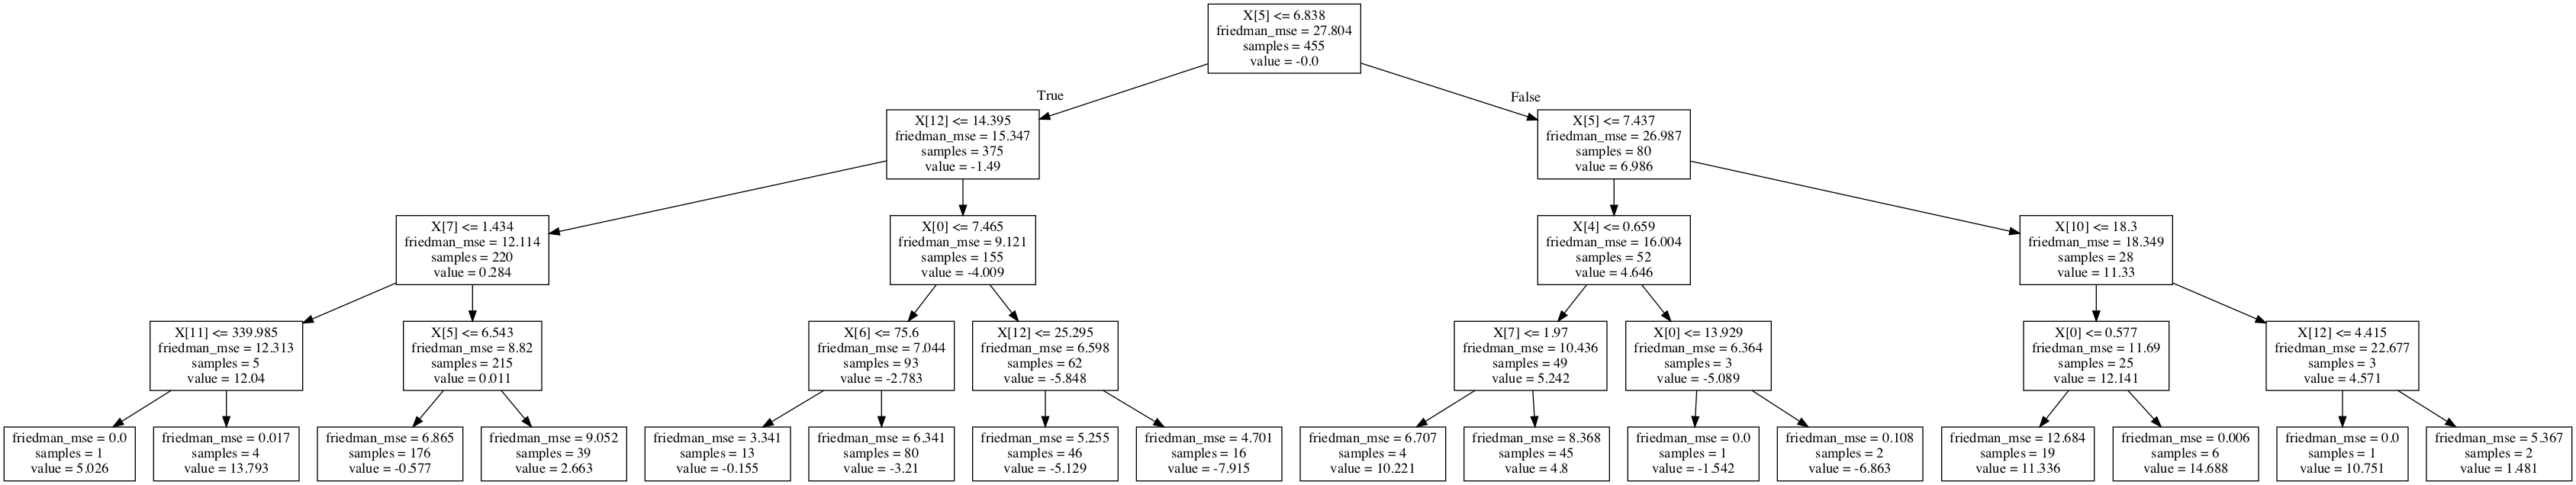 X[5] <= 6.838
friedman_mse = 27.804
samples = 455
value = -0.0
True
False
X[12] <= 14.395
friedman_mse = 15.347
samples = 375
value = -1.49
X[5] <= 7.437
friedman_mse = 26.987
samples = 80
value = 6.986
X[7] <= 1.434
friedman_mse = 12.114
samples = 220
value = 0.284
X[0] <= 7.465
friedman_mse = 9.121
samples = 155
value = -4.009
X[4] <= 0.659
friedman_mse = 16.004
samples = 52
value = 4.646
X[10] <= 18.3
friedman_mse = 18.349
samples = 28
value = 11.33
X[11] <= 339.985
friedman_mse = 12.313
samples = 5
value = 12.04
X[5] <= 6.543
friedman_mse = 8.82
samples = 215
value = 0.011
X[6] <= 75.6
friedman_mse = 7.044
samples = 93
value = -2.783
X[12] <= 25.295
friedman_mse = 6.598
samples = 62
value = -5.848
X[7] <= 1.97
friedman_mse = 10.436
samples = 49
value = 5.242
X[0] <= 13.929
friedman_mse = 6.364
samples = 3
value = -5.089
X[0] <= 0.577
friedman_mse = 11.69
samples = 25
value = 12.141
X[12] <= 4.415
friedman_mse = 22.677
samples = 3
value = 4.571
friedman_mse = 0.0
samples = 1
value = 5.026
friedman_mse = 0.017
samples = 4
value = 13.793
friedman_mse = 6.865
samples = 176
value = -0.577
friedman_mse = 9.052
samples = 39
value = 2.663
friedman_mse = 3.341
samples = 13
value = -0.155
friedman_mse = 6.341
samples = 80
value = -3.21
friedman_mse = 5.255
samples = 46
value = -5.129
friedman_mse = 4.701
samples = 16
value = -7.915
friedman_mse = 6.707
samples = 4
value = 10.221
friedman_mse = 8.368
samples = 45
value = 4.8
friedman_mse = 0.0
samples = 1
value = -1.542
friedman_mse = 0.108
samples = 2
value = -6.863
friedman_mse = 12.684
samples = 19
value = 11.336
friedman_mse = 0.006
samples = 6
value = 14.688
friedman_mse = 0.0
samples = 1
value = 10.751
friedman_mse = 5.367
samples = 2
value = 1.481